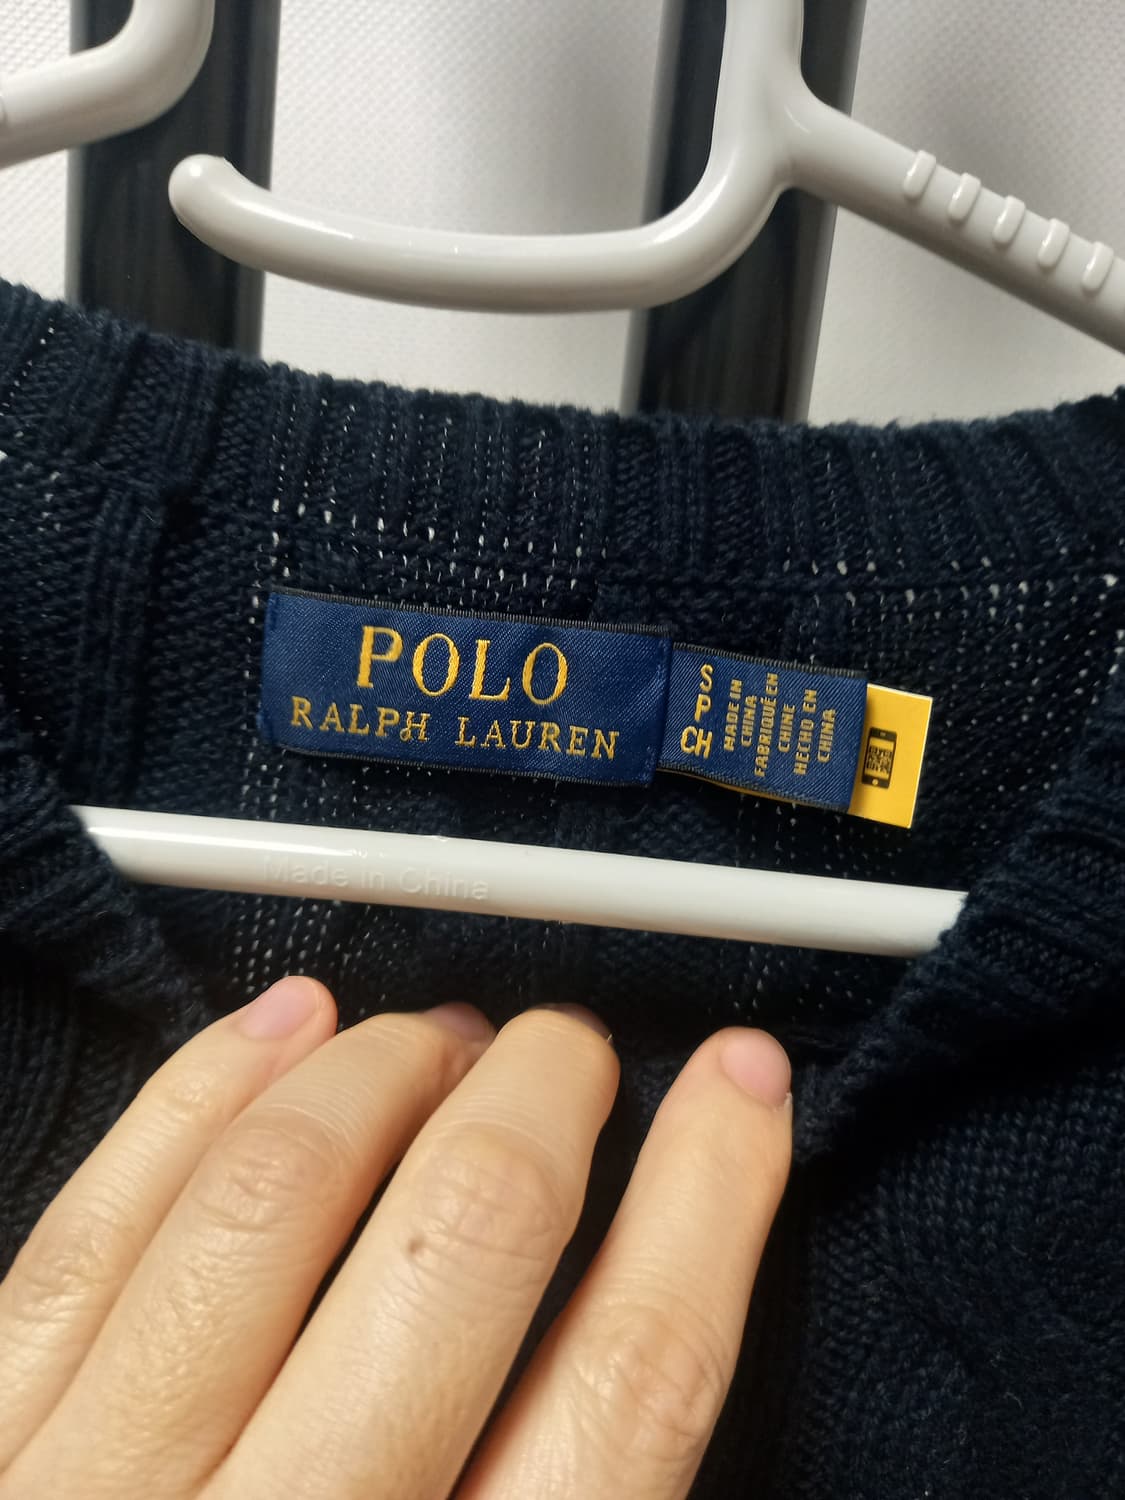 POLO
RALPH LAUREN
S
P
CH
MADE IN
CHINA
FABRIQUÉ EN
CHINE
HECHO EN
CHINA
Made in China